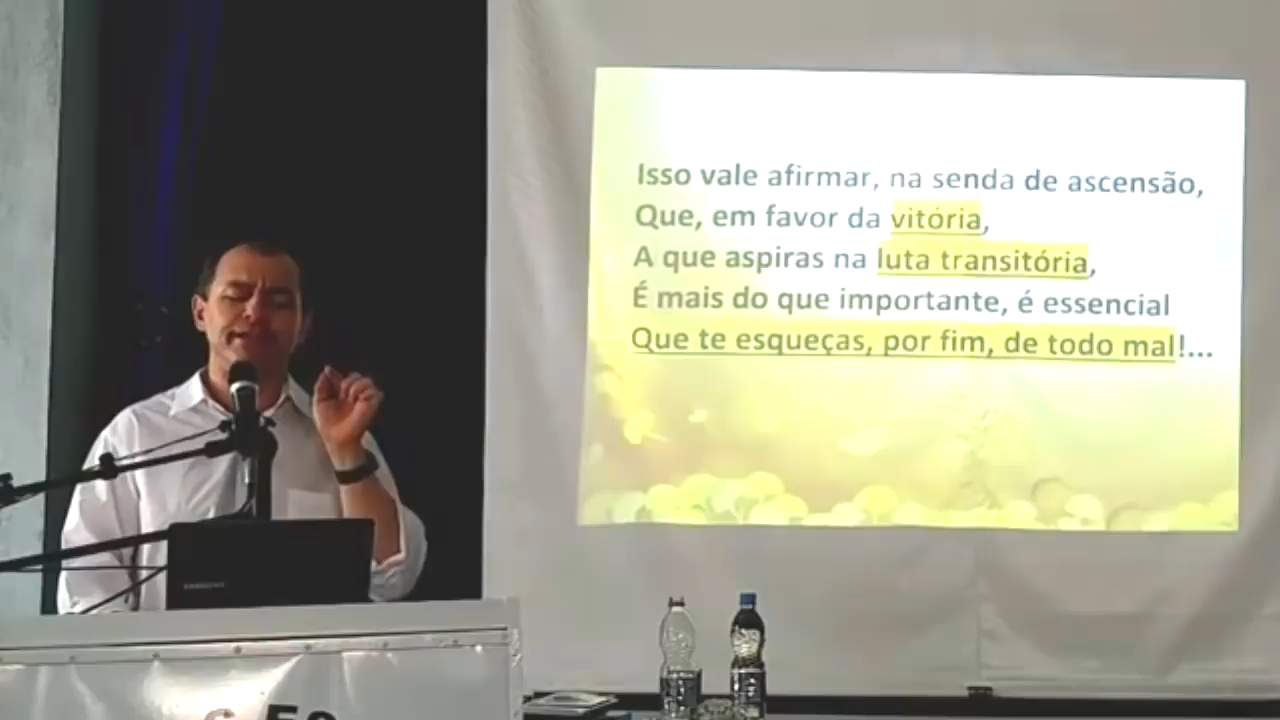 Isso vale afirmar, na senda de ascensão,
Que, em favor da vitória,
A que aspiras na luta transitória,
É mais do que importante, é essencial
Que te esqueças, por fim, de todo mal!...
SAMSUNG